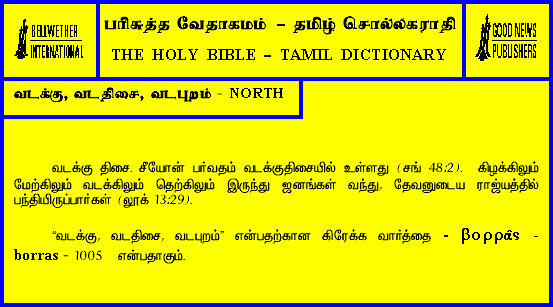 BELLWETHER
INTERNATIONAL
பரிசுத்த வேதாகமம் – தமிழ் சொல்லகராதி
THE HOLY BIBLE – TAMIL DICTIONARY
GOOD NEWS
PUBLISHERS
வடக்கு, வடதிசை, வடபுறம் - NORTH
வடக்கு திசை. சீயோன் பர்வதம் வடக்குதிசையில் உள்ளது (சங் 48:2). கிழக்கிலும்
மேற்கிலும் வடக்கிலும் தெற்கிலும் இருந்து ஜனங்கள் வந்து, தேவனுடைய ராஜ்யத்தில்
பந்தியிருப்பார்கள் (லூக் 13:29).
“வடக்கு, வடதிசை, வடபுறம்” என்பதற்கான கிரேக்க வார்த்தை - βορρᾶς -
borras - 1005 என்பதாகும்.